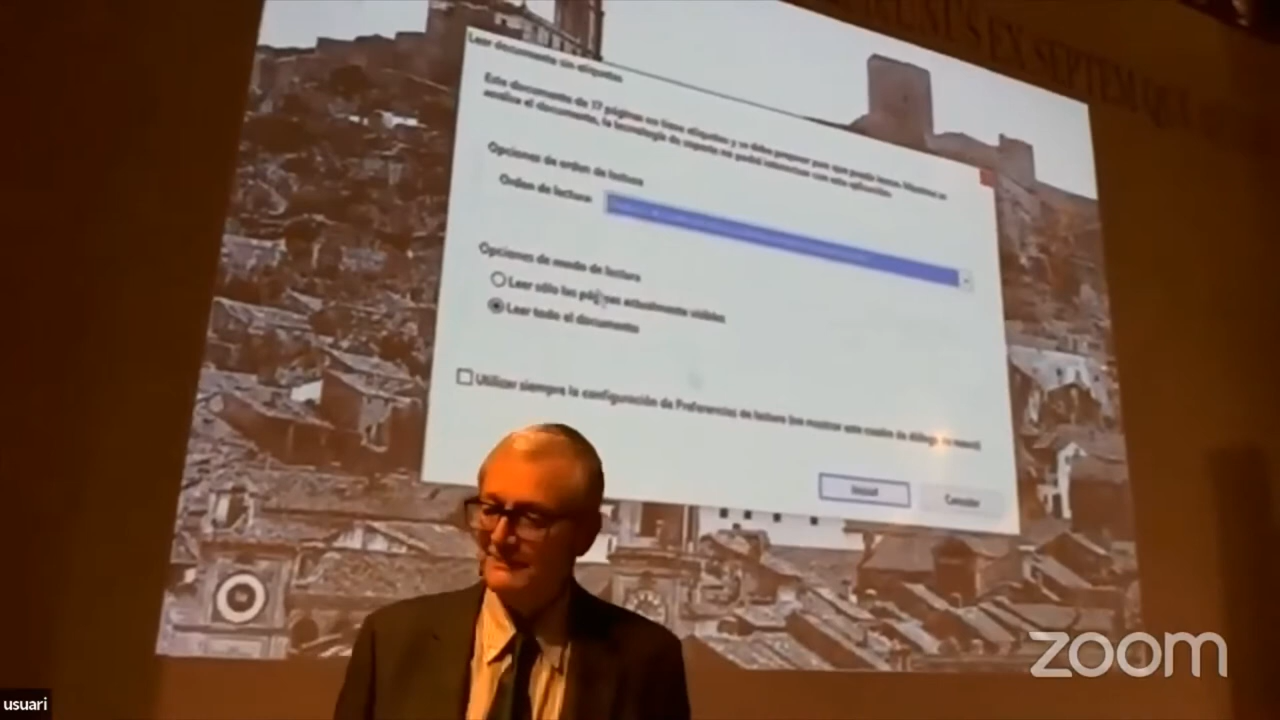 Leer documento sin etiquetas
Este documento de 17 páginas no tiene etiquetas y se debe preparar para que pueda leerse. Mientras se
analiza el documento, la tecnología de soporte no podrá interactuar con esta aplicación.
Opciones de orden de lectura
Orden de lectura:
Opciones de modo de lectura
Leer sólo las páginas actualmente visibles
Leer todo el documento
Utilizar siempre la configuración de Preferencias de lectura (no mostrar este cuadro de diálogo
Iniciar
Cancelar
EX SEPTEM
zoom
usuari